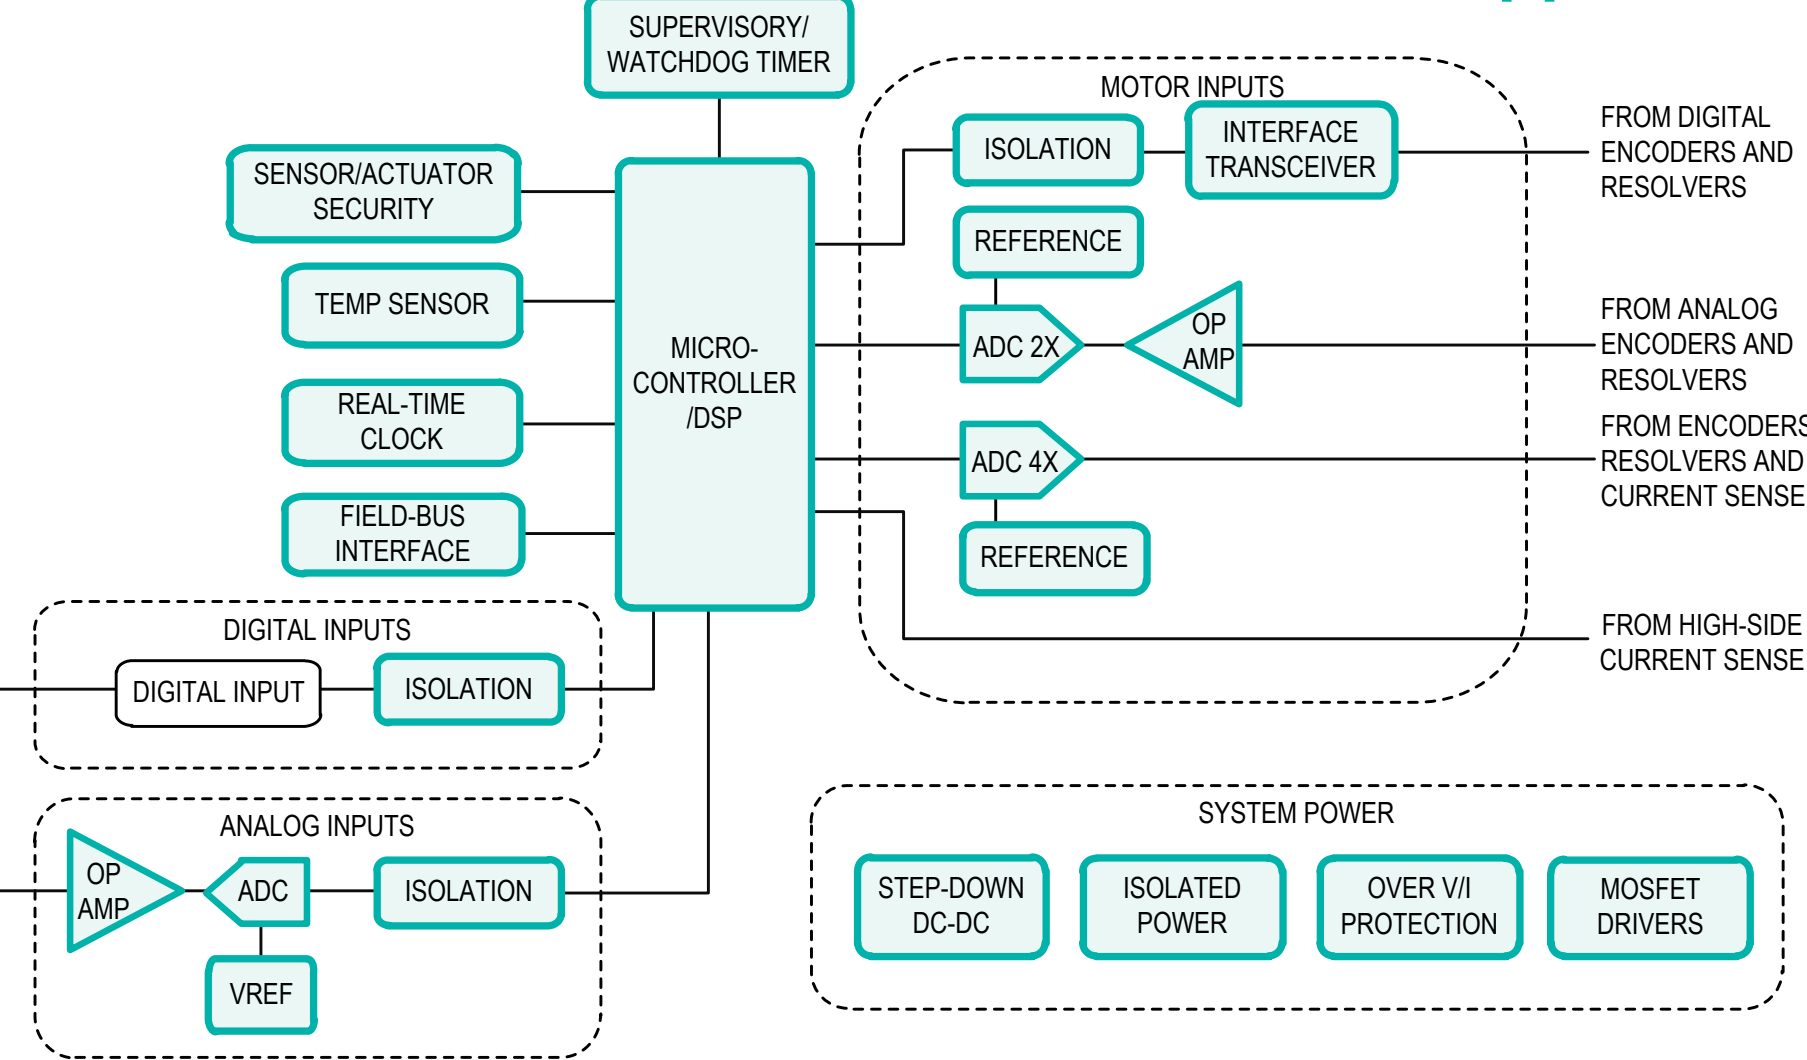 SUPERVISORY/
WATCHDOG TIMER
SENSOR/ACTUATOR
SECURITY
TEMP SENSOR
REAL-TIME
CLOCK
FIELD-BUS
INTERFACE
MICRO-
CONTROLLER
/DSP
MOTOR INPUTS
ISOLATION
INTERFACE
TRANSCEIVER
FROM DIGITAL
ENCODERS AND
RESOLVERS
REFERENCE
ADC 2X
OP
AMP
FROM ANALOG
ENCODERS AND
RESOLVERS
ADC 4X
FROM ENCODERS
RESOLVERS AND
CURRENT SENSE
REFERENCE
FROM HIGH-SIDE
CURRENT SENSE
DIGITAL INPUTS
DIGITAL INPUT
ISOLATION
ANALOG INPUTS
OP
AMP
ADC
ISOLATION
VREF
SYSTEM POWER
STEP-DOWN
DC-DC
ISOLATED
POWER
OVER V/I
PROTECTION
MOSFET
DRIVERS